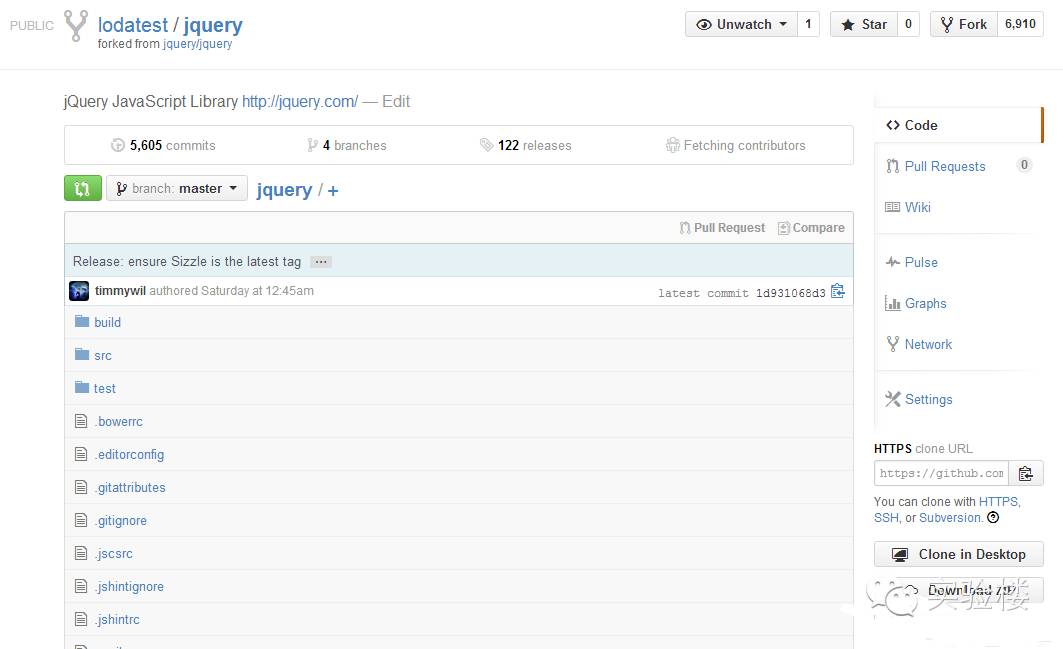 PUBLIC lodatest / jquery
forked from jquery/jquery
Unwatch 1 Star 0 Fork 6,910
jQuery JavaScript Library http://jquery.com/ — Edit
5,605 commits 4 branches 122 releases Fetching contributors
branch: master jquery / +
Pull Request Compare
Release: ensure Sizzle is the latest tag ...
timmywil authored Saturday at 12:45am latest commit 1d931068d3
build
src
test
.bowerrc
.editorconfig
.gitattributes
.gitignore
.jscsrc
.jshintignore
.jshintrc
Code
Pull Requests 0
Wiki
Pulse
Graphs
Network
Settings
HTTPS clone URL
https://github.com
You can clone with HTTPS,
SSH, or Subversion.
Clone in Desktop
Download ZIP
实验楼